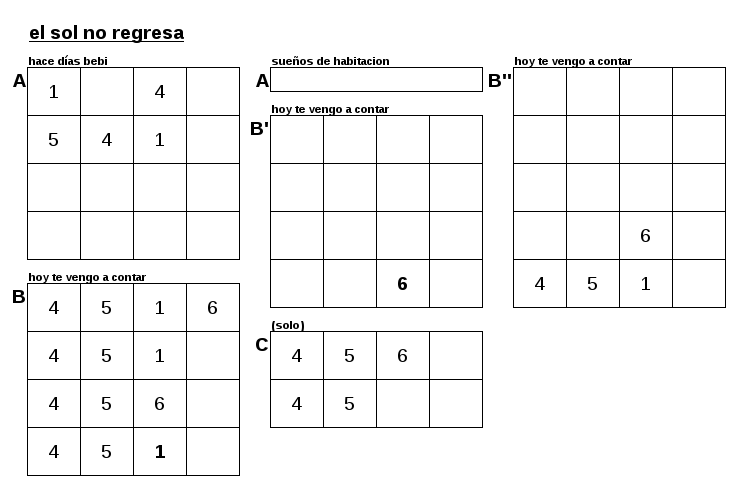 el sol no regresa
hace días bebi
A
1 4
5 4 1
hoy te vengo a contar
B
4 5 1 6
4 5 1
4 5 6
4 5 1
sueños de habitacion
A
hoy te vengo a contar
B'
6
(solo)
C
4 5 6
4 5
hoy te vengo a contar
B''
6
4 5 1